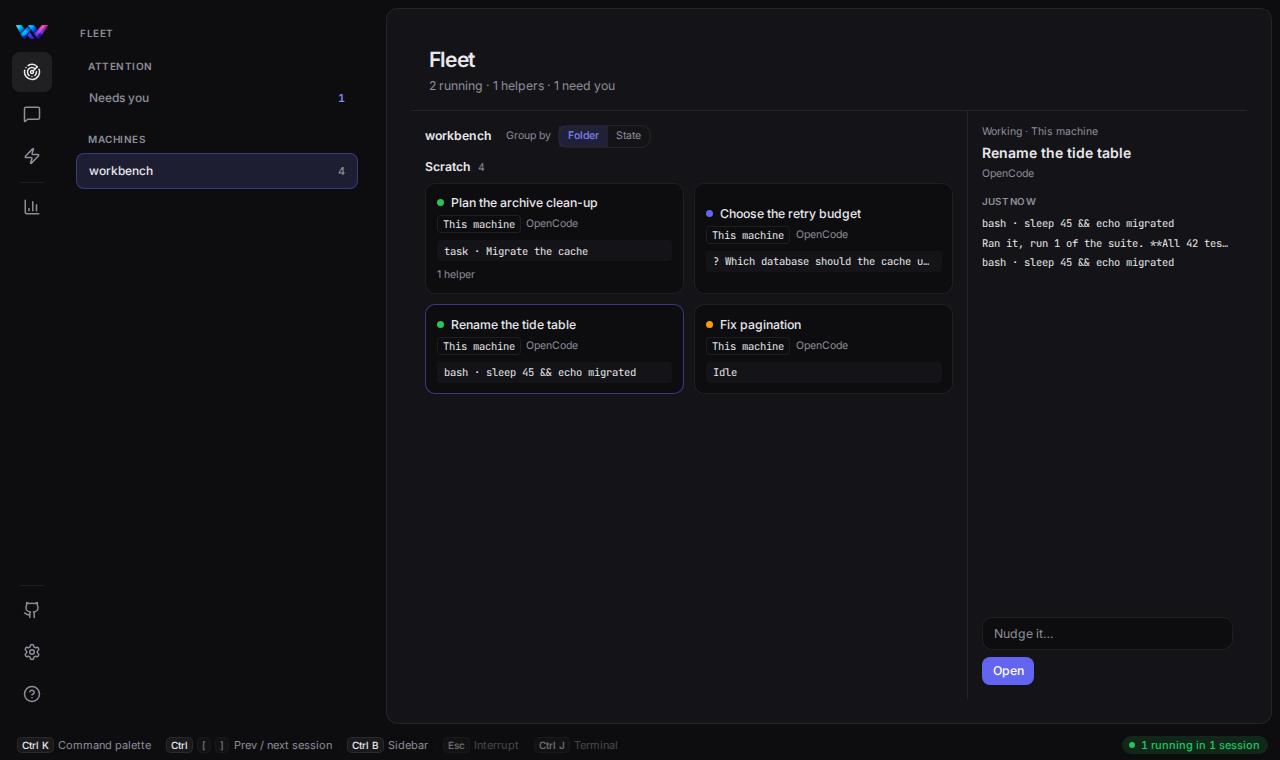 FLEET
ATTENTION
Needs you 1
MACHINES
workbench 4
Fleet
2 running · 1 helpers · 1 need you
workbench Group by Folder State
Scratch 4
Plan the archive clean-up
This machine OpenCode
task · Migrate the cache
1 helper
Choose the retry budget
This machine OpenCode
? Which database should the cache u…
Rename the tide table
This machine OpenCode
bash · sleep 45 && echo migrated
Fix pagination
This machine OpenCode
Idle
Working · This machine
Rename the tide table
OpenCode
JUST NOW
bash · sleep 45 && echo migrated
Ran it, run 1 of the suite. **All 42 tes…
bash · sleep 45 && echo migrated
Nudge it...
Open
Ctrl K Command palette Ctrl [ ] Prev / next session Ctrl B Sidebar Esc Interrupt Ctrl J Terminal
1 running in 1 session